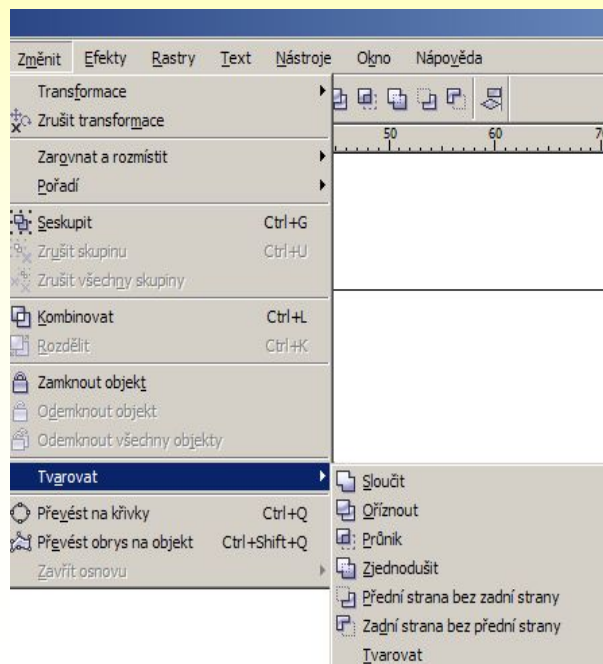 Změnit Efekty Rastry Text Nástroje Okno Nápověda
Transformace
Zrušit transformace
50 60 70
Zarovnat a rozmístit
Pořadí
Seskupit Ctrl+G
Zrušit skupinu Ctrl+U
Zrušit všechny skupiny
Kombinovat Ctrl+L
Rozdělit Ctrl+K
Zamknout objekt
Odemknout objekt
Odemknout všechny objekty
Tvarovat
Převést na křivky Ctrl+Q
Převést obrys na objekt Ctrl+Shift+Q
Zavřít osnovu
Sloučit
Oříznout
Průnik
Zjednodušit
Přední strana bez zadní strany
Zadní strana bez přední strany
Tvarovat